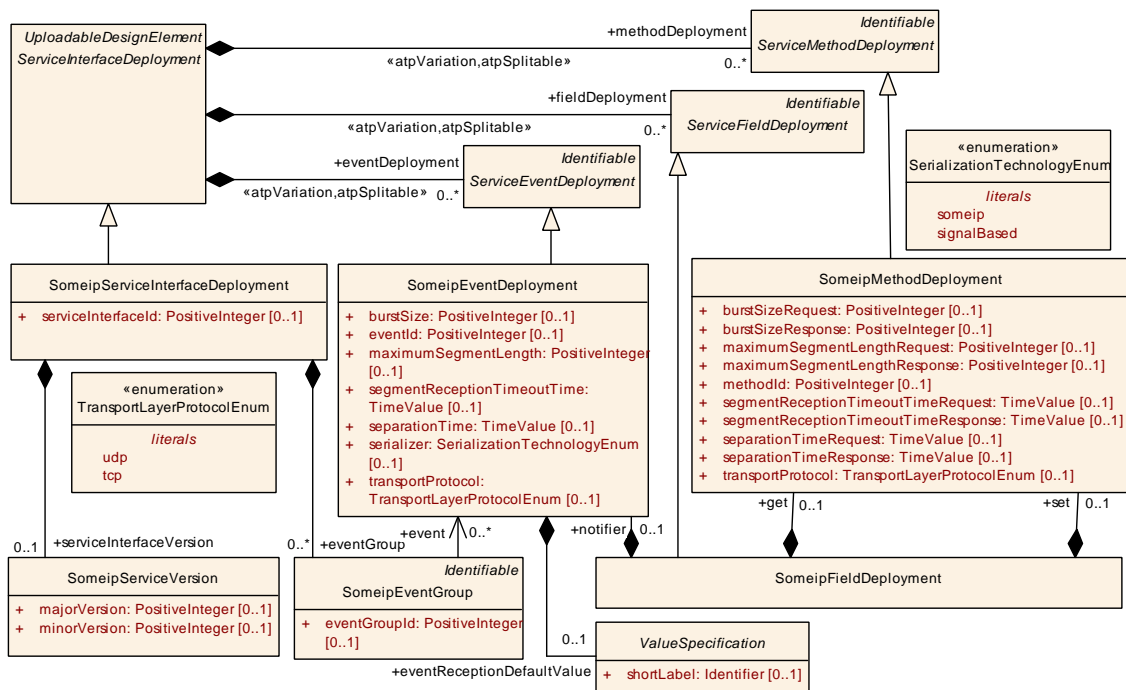 UploadableDesignElement
ServiceInterfaceDeployment
+methodDeployment
«atpVariation,atpSplitable»
0..*
Identifiable
ServiceMethodDeployment
+fieldDeployment
«atpVariation,atpSplitable»
0..*
Identifiable
ServiceFieldDeployment
+eventDeployment
«atpVariation,atpSplitable»
0..*
Identifiable
ServiceEventDeployment
«enumeration»
SerializationTechnologyEnum
literals
someip
signalBased
SomeipServiceInterfaceDeployment
+ serviceInterfaceId: PositiveInteger [0..1]
SomeipEventDeployment
+ burstSize: PositiveInteger [0..1]
+ eventId: PositiveInteger [0..1]
+ maximumSegmentLength: PositiveInteger
[0..1]
+ segmentReceptionTimeoutTime:
TimeValue [0..1]
+ separationTime: TimeValue [0..1]
+ serializer: SerializationTechnologyEnum
[0..1]
+ transportProtocol:
TransportLayerProtocolEnum [0..1]
SomeipMethodDeployment
+ burstSizeRequest: PositiveInteger [0..1]
+ burstSizeResponse: PositiveInteger [0..1]
+ maximumSegmentLengthRequest: PositiveInteger [0..1]
+ maximumSegmentLengthResponse: PositiveInteger [0..1]
+ methodId: PositiveInteger [0..1]
+ segmentReceptionTimeoutTimeRequest: TimeValue [0..1]
+ segmentReceptionTimeoutTimeResponse: TimeValue [0..1]
+ separationTimeRequest: TimeValue [0..1]
+ separationTimeResponse: TimeValue [0..1]
+ transportProtocol: TransportLayerProtocolEnum [0..1]
«enumeration»
TransportLayerProtocolEnum
literals
udp
tcp
0..1
+serviceInterfaceVersion
0..*
+eventGroup
+event
0..*
+notifier
0..1
+get
0..1
+set
0..1
SomeipServiceVersion
+ majorVersion: PositiveInteger [0..1]
+ minorVersion: PositiveInteger [0..1]
Identifiable
SomeipEventGroup
+ eventGroupId: PositiveInteger
[0..1]
SomeipFieldDeployment
0..1
+eventReceptionDefaultValue
ValueSpecification
+ shortLabel: Identifier [0..1]